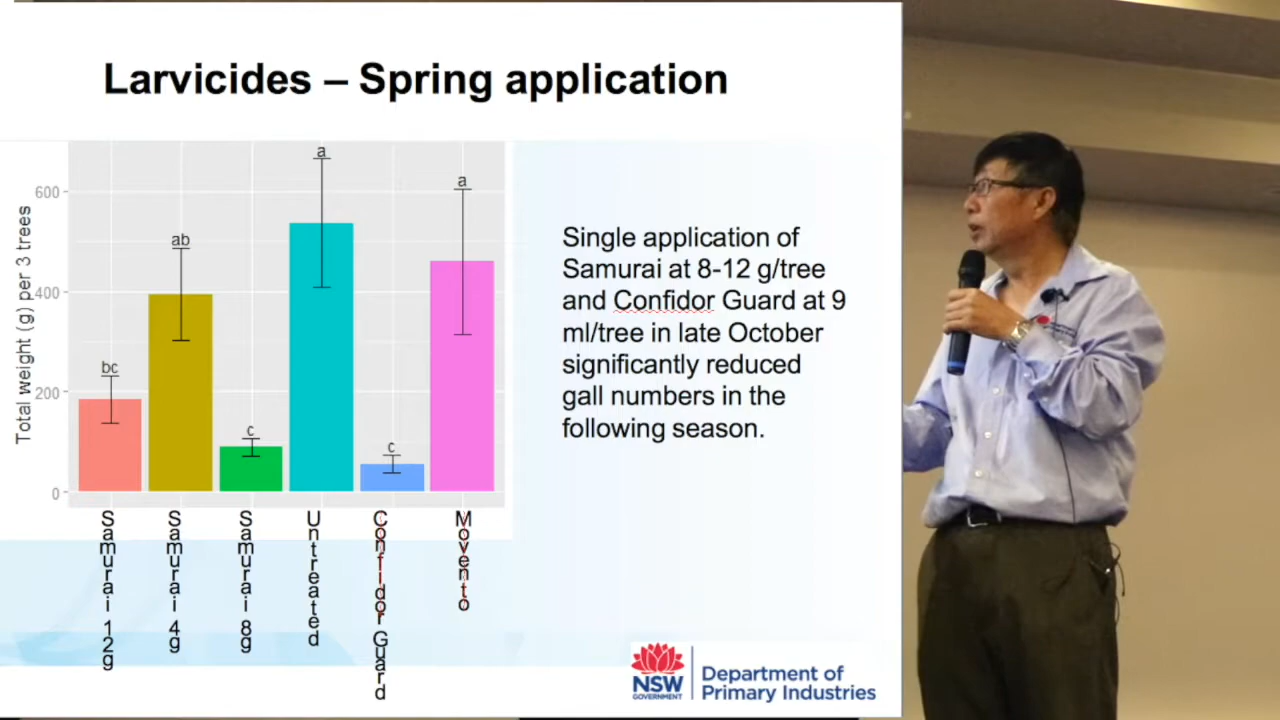 Larvicides – Spring application
Total weight (g) per 3 trees
600
400
200
0
bc
ab
c
a
c
a
Samurai 12g
Samurai 4g
Samurai 8g
Untreated
Confidor Guard
Movento
Single application of
Samurai at 8-12 g/tree
and Confidor Guard at 9
ml/tree in late October
significantly reduced
gall numbers in the
following season.
NSW
GOVERNMENT
Department of
Primary Industries